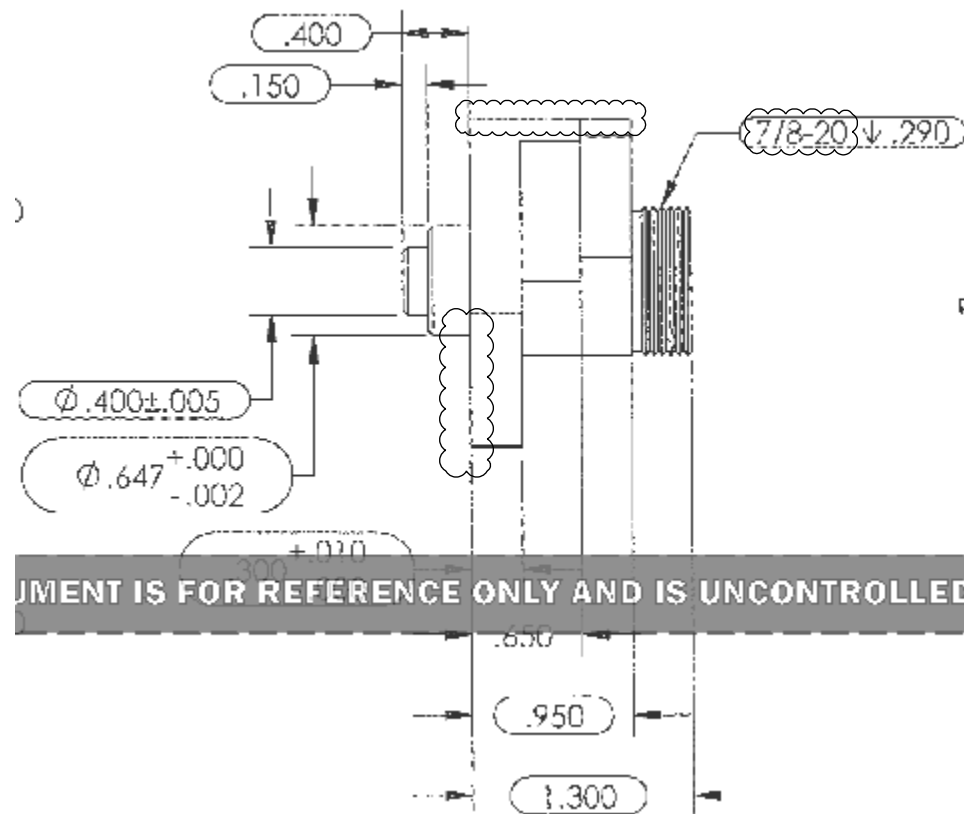 .400
.150
7/8-20 ↓ .290
Ø .400±.005
Ø .647 +.000
-.002
.300 +.010
UMENT IS FOR REFERENCE ONLY AND IS UNCONTROLLED
.650
.950
1.300